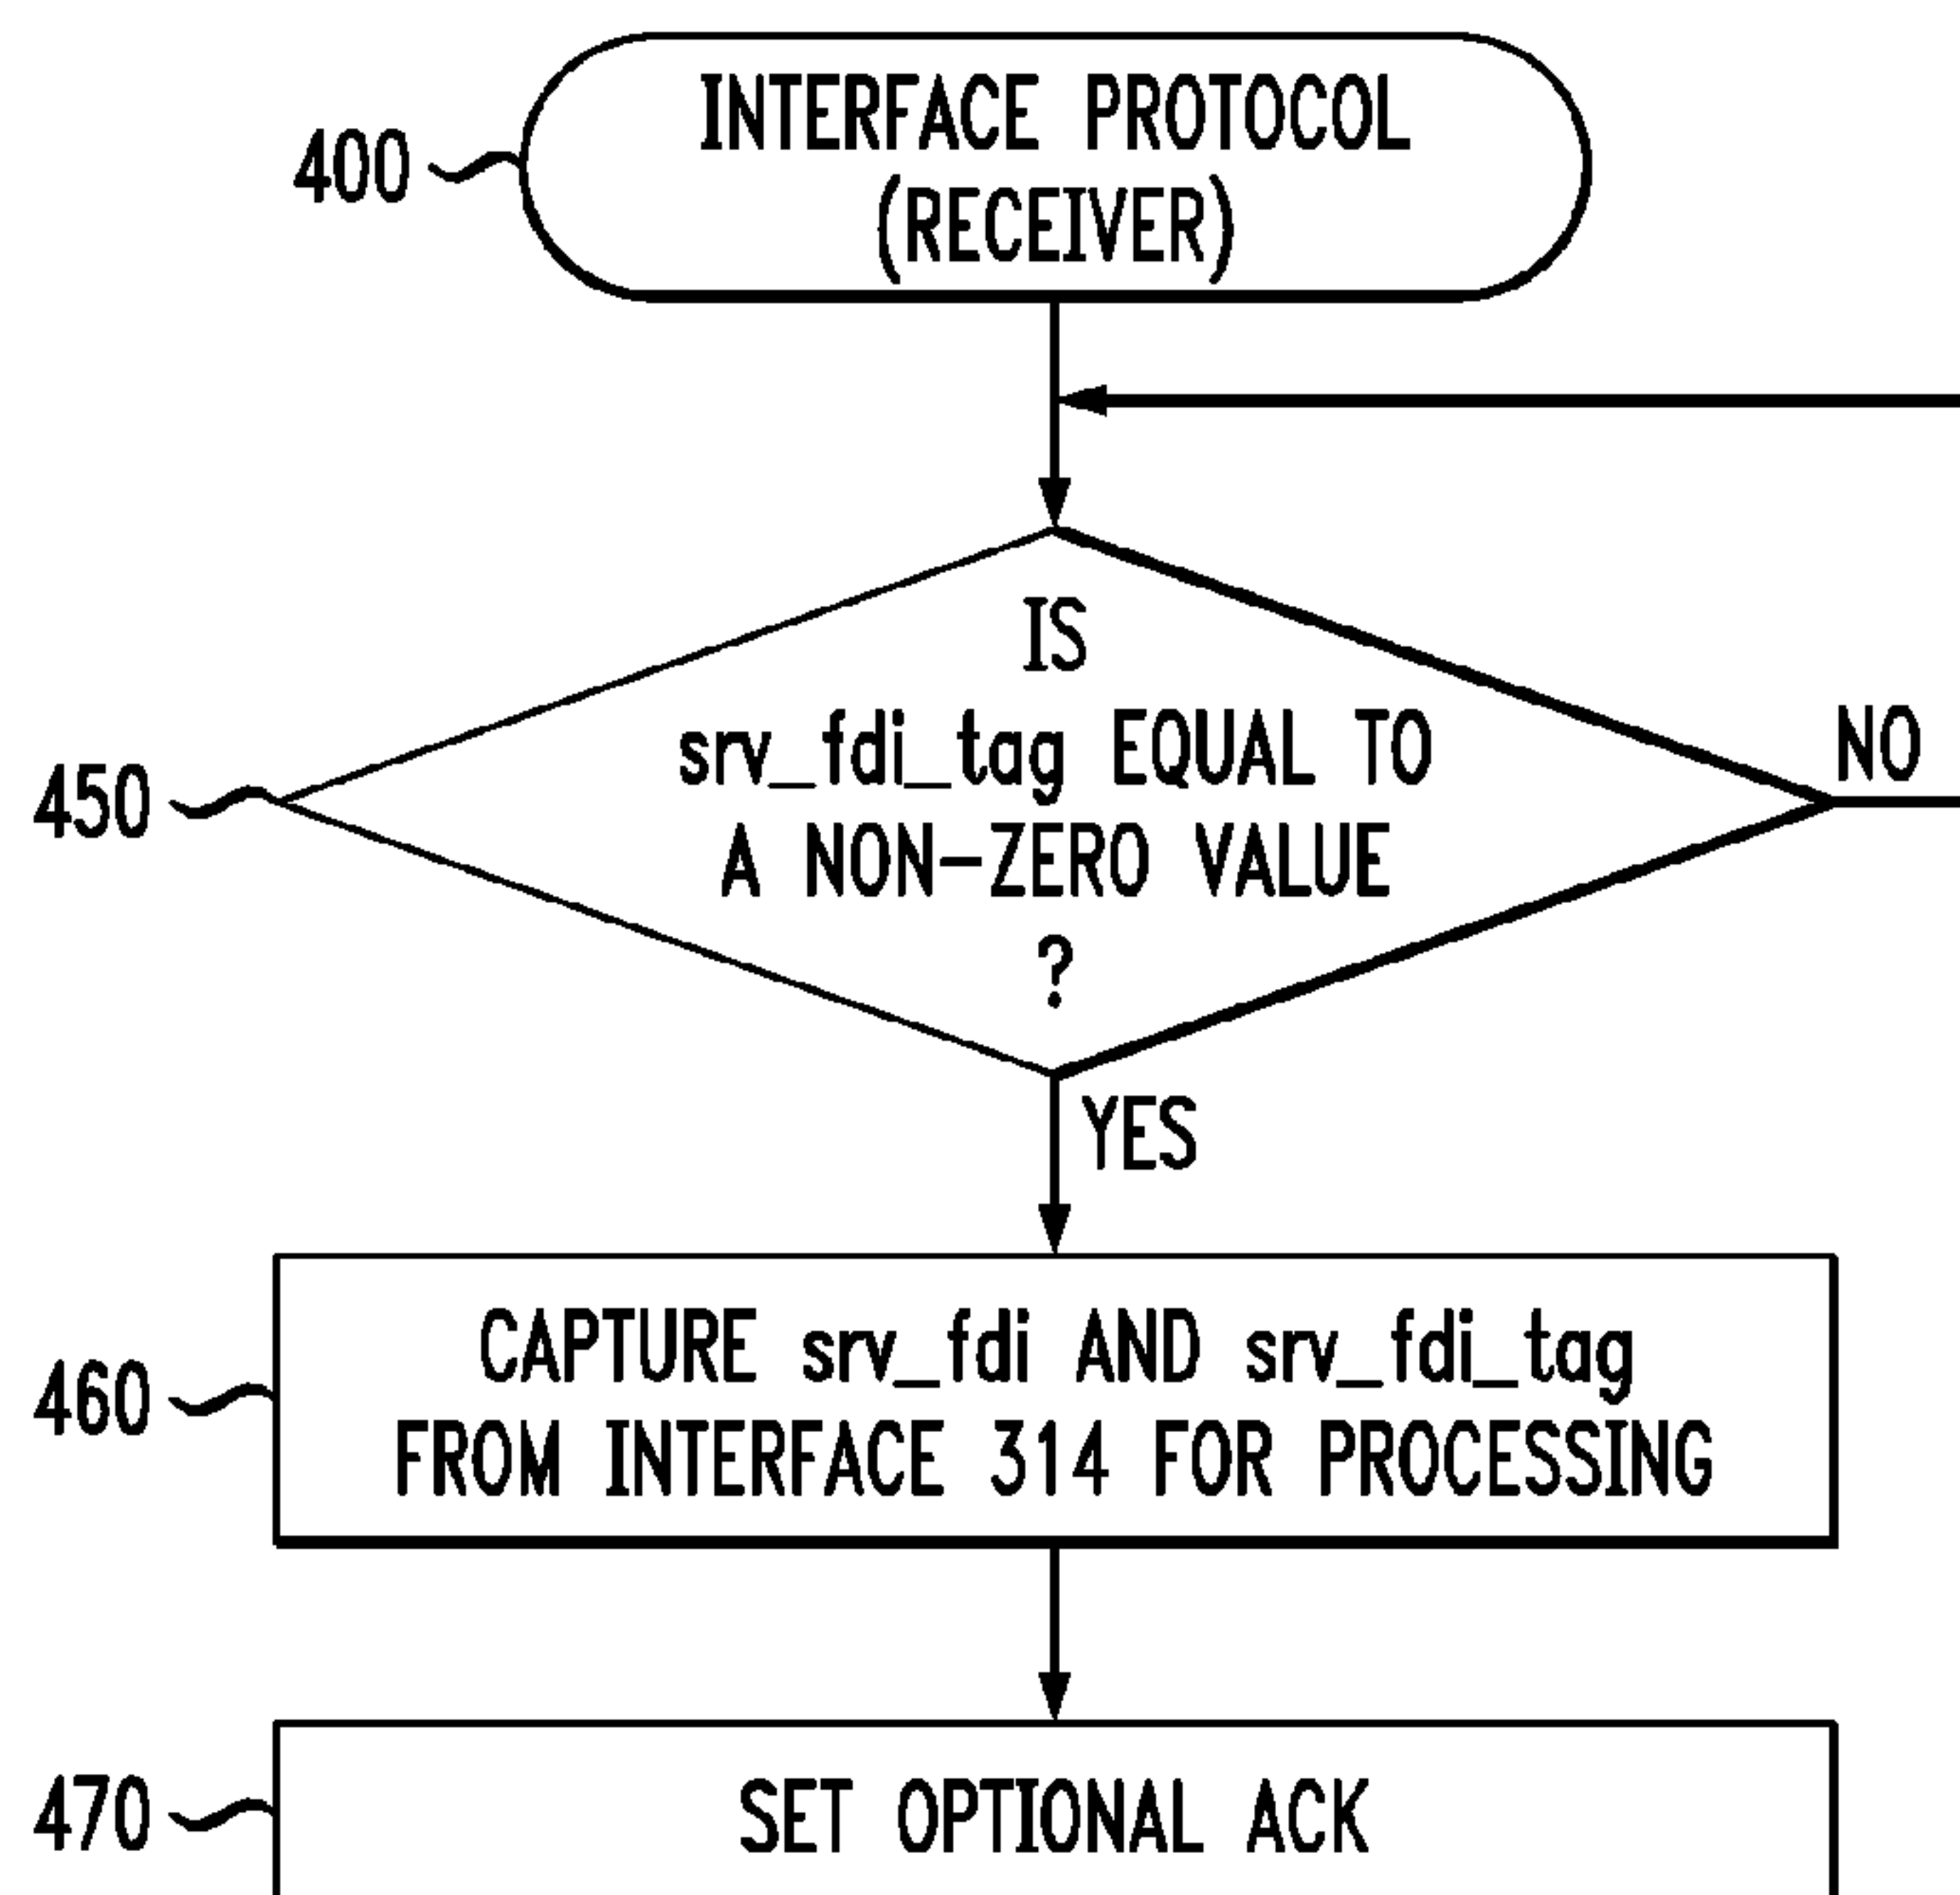 INTERFACE PROTOCOL
400
(RECEIVER)
IS
srv_fdi_tag EQUAL TO
NO
450
A NON-ZERO VALUE
?
YES
CAPTURE srv_fdi AND srv_fdi_tag
460
FROM INTERFACE 314 FOR PROCESSING
470
SET OPTIONAL ACK